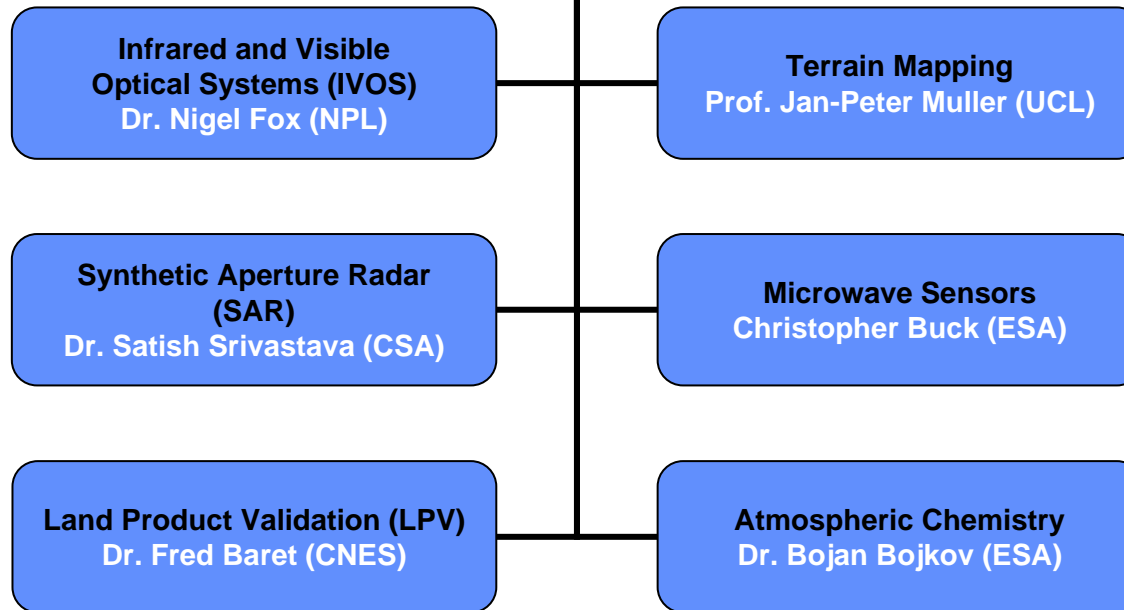 Infrared and Visible
Optical Systems (IVOS)
Dr. Nigel Fox (NPL)
Terrain Mapping
Prof. Jan-Peter Muller (UCL)
Synthetic Aperture Radar
(SAR)
Dr. Satish Srivastava (CSA)
Microwave Sensors
Christopher Buck (ESA)
Land Product Validation (LPV)
Dr. Fred Baret (CNES)
Atmospheric Chemistry
Dr. Bojan Bojkov (ESA)